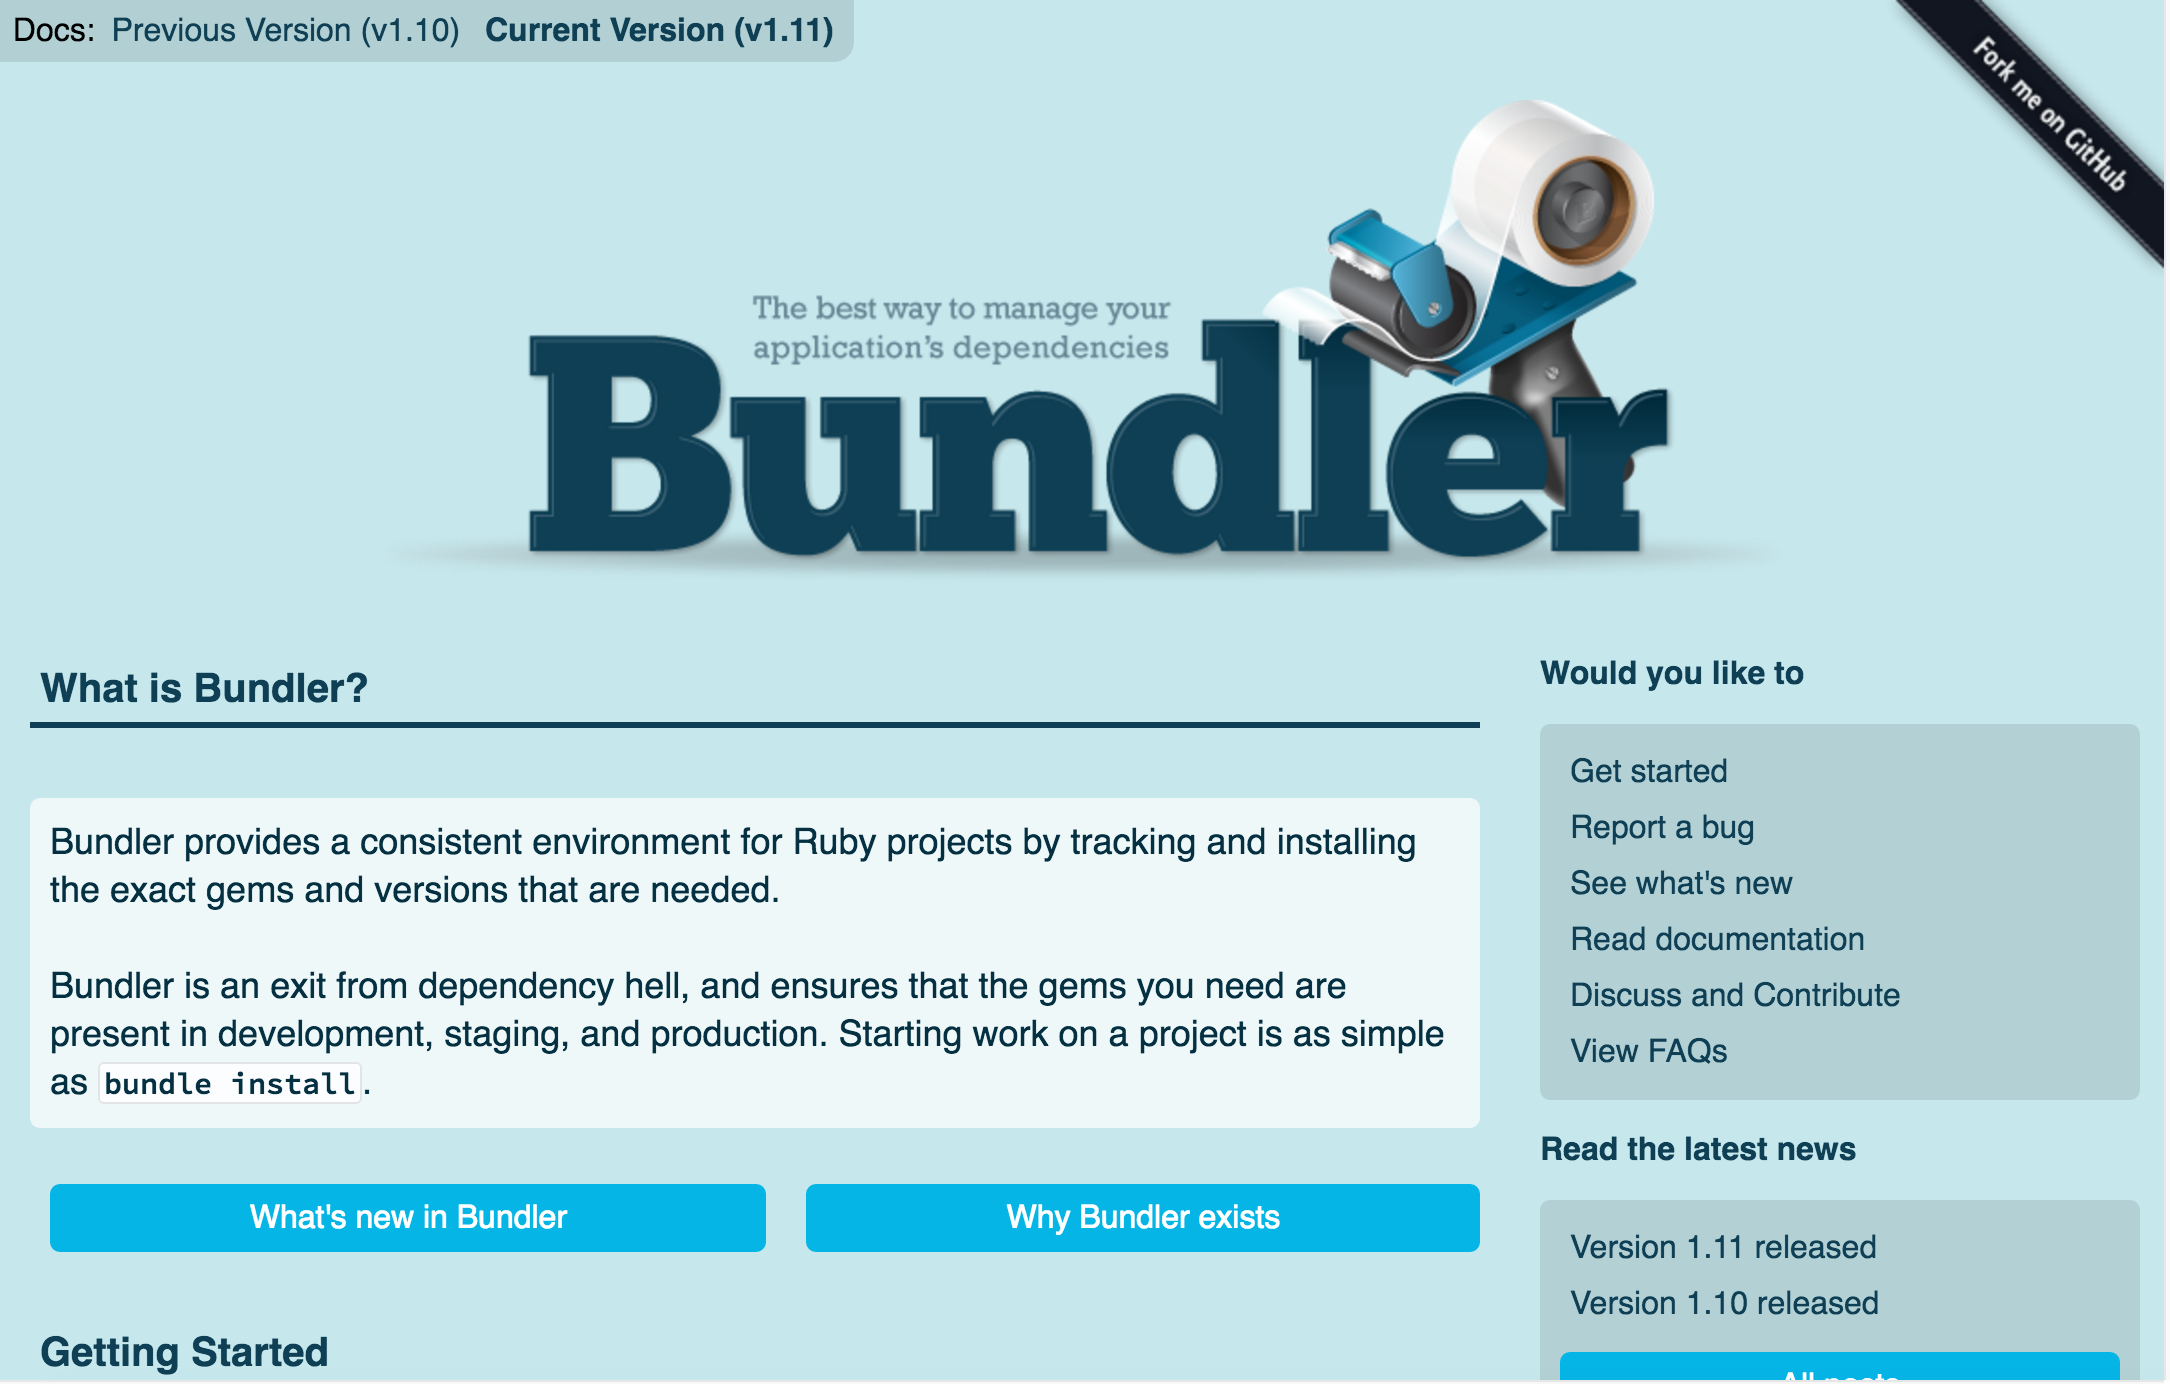 Docs: Previous Version (v1.10) Current Version (v1.11)
Fork me on GitHub
The best way to manage your
application's dependencies
Bundler
What is Bundler?
Bundler provides a consistent environment for Ruby projects by tracking and installing
the exact gems and versions that are needed.
Bundler is an exit from dependency hell, and ensures that the gems you need are
present in development, staging, and production. Starting work on a project is as simple
as bundle install.
What's new in Bundler
Why Bundler exists
Getting Started
Would you like to
Get started
Report a bug
See what's new
Read documentation
Discuss and Contribute
View FAQs
Read the latest news
Version 1.11 released
Version 1.10 released
All posts